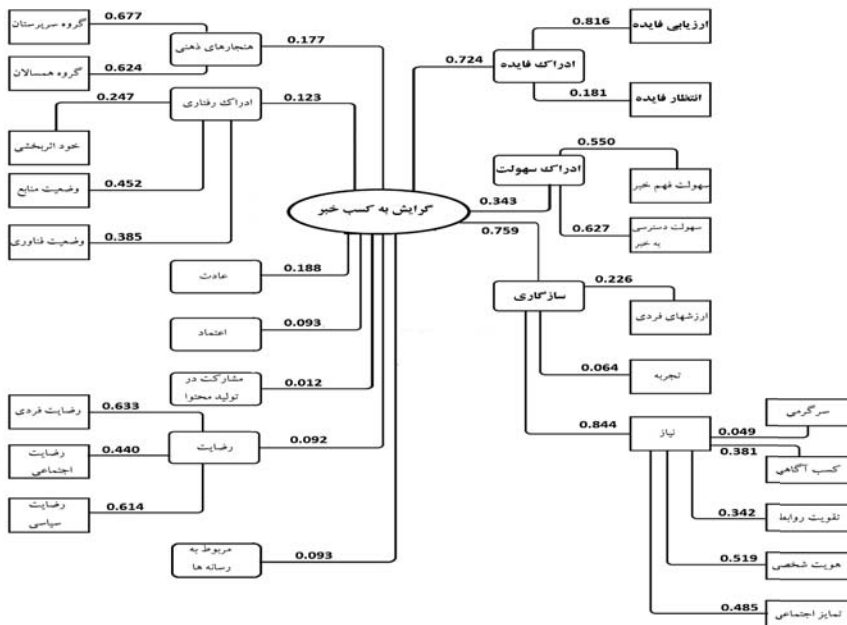 ارزیابی فایده
0.816
ادراک فایده
0.724
0.181
انتظار فایده
0.550
ادراک سهولت
سهولت فهم خبر
0.343
0.627
سهولت دسترسی
به خبر
0.759
سازگاری
0.226
ارزشهای فردی
0.064
تجربه
0.844
نیاز
سرگرمی
0.049
0.381
کسب آگاهی
0.342
تقویت روابط
0.519
هویت شخصی
0.485
تمایز اجتماعی
گرایش به کسب خبر
0.677
گروه سرپرستان
0.177
هنجارهای ذهنی
0.624
گروه همسالان
0.247
ادراک رفتاری
0.123
خود اثربخشی
0.452
وضعیت منابع
0.385
وضعیت فناوری
0.188
عادت
0.093
اعتماد
0.012
مشارکت در
تولید محتوا
0.633
رضایت فردی
0.092
رضایت
0.440
رضایت
اجتماعی
0.614
رضایت
سیاسی
0.093
مربوط به
رسانه ها